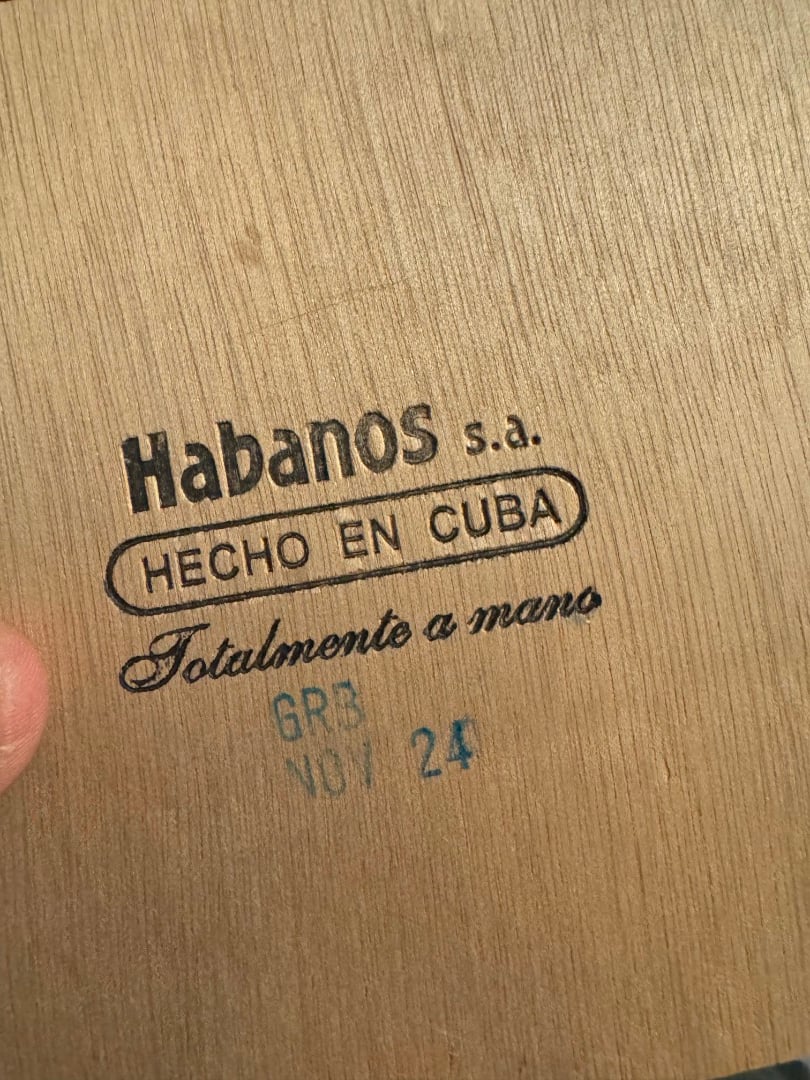 Habanos s.a.
HECHO EN CUBA
Totalmente a mano
GR3
NOV 24